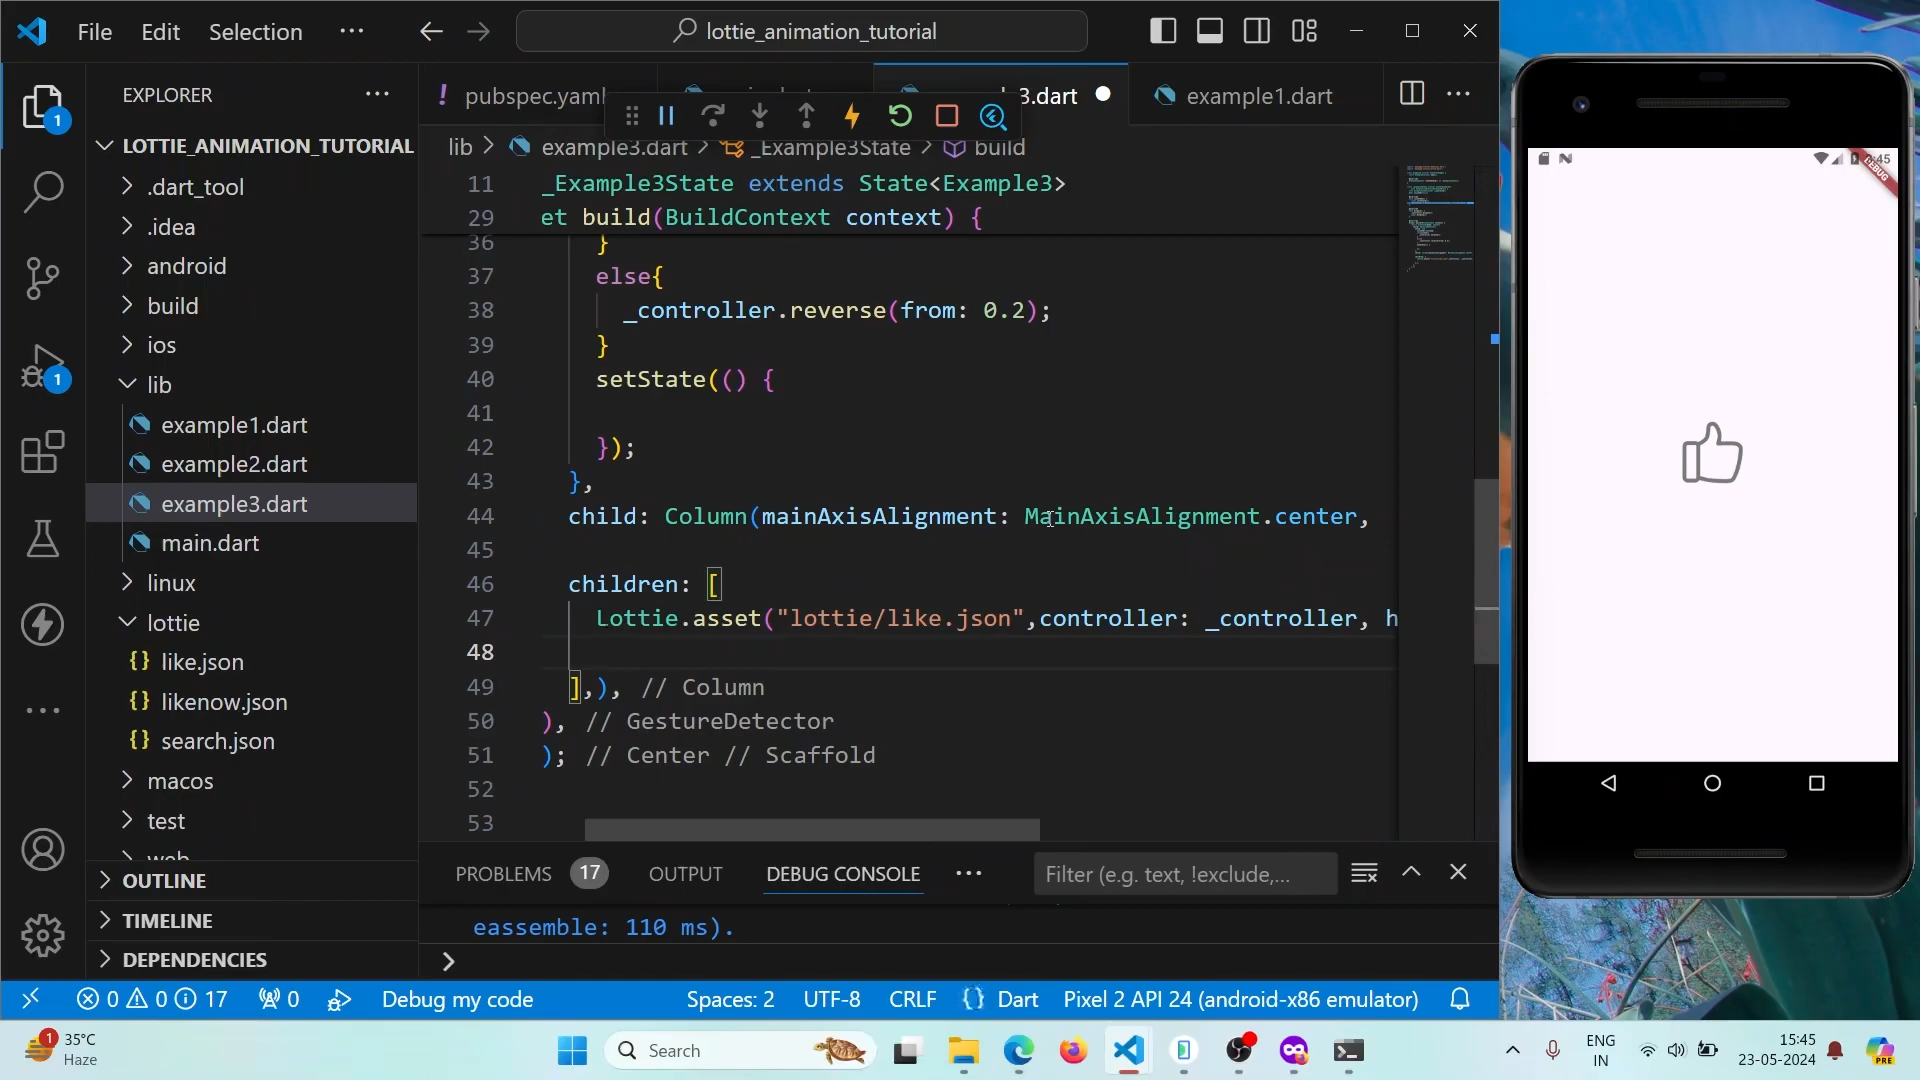 File Edit Selection ...
lottie_animation_tutorial
EXPLORER
LOTTIE_ANIMATION_TUTORIAL
.dart_tool
.idea
android
build
ios
lib
example1.dart
example2.dart
example3.dart
main.dart
linux
lottie
{} like.json
{} likenow.json
{} search.json
macos
test
web
OUTLINE
TIMELINE
DEPENDENCIES
1
1
! pubspec.yaml
3.dart
example1.dart
lib > example3.dart > _Example3State > build
11 _Example3State extends State<Example3>
29 et build(BuildContext context) {
36 }
37 else{
38 _controller.reverse(from: 0.2);
39 }
40 setState(() {
41
42 });
43 },
44 child: Column(mainAxisAlignment: MainAxisAlignment.center,
45
46 children: [
47 Lottie.asset("lottie/like.json",controller: _controller, h
48
49 ],), // Column
50 ), // GestureDetector
51 ); // Center // Scaffold
52
53
PROBLEMS 17 OUTPUT DEBUG CONSOLE ...
Filter (e.g. text, !exclude,...
eassemble: 110 ms).
>
0 0 17 0 Debug my code Spaces: 2 UTF-8 CRLF {} Dart Pixel 2 API 24 (android-x86 emulator)
:45
DEBUG
1
35°C
Haze
Search
ENG
IN
15:45
23-05-2024
PRE